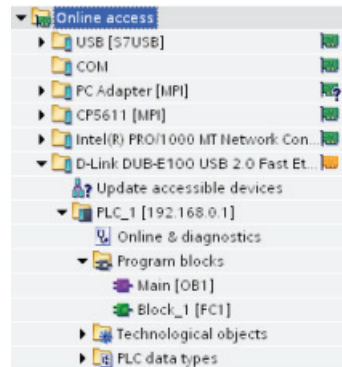 Online access
USB [S7USB]
COM
PC Adapter [MPI]
CP5611 [MPI]
Intel(R) PRO/1000 MT Network Con...
D-Link DUB-E100 USB 2.0 Fast Et...
Update accessible devices
PLC_1 [192.168.0.1]
Online & diagnostics
Program blocks
Main [OB1]
Block_1 [FC1]
Technological objects
PLC data types